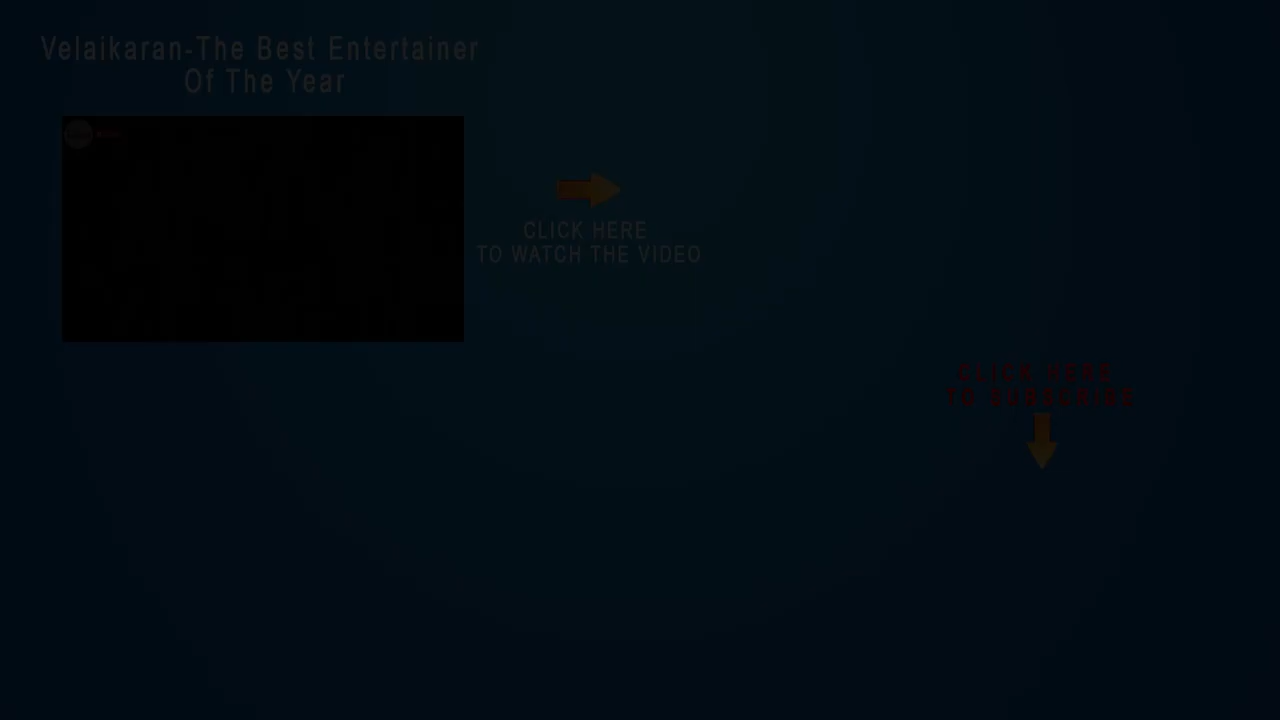 Velaikaran-The Best Entertainer
Of The Year
CLICK HERE
TO WATCH THE VIDEO
CLICK HERE
TO SUBSCRIBE